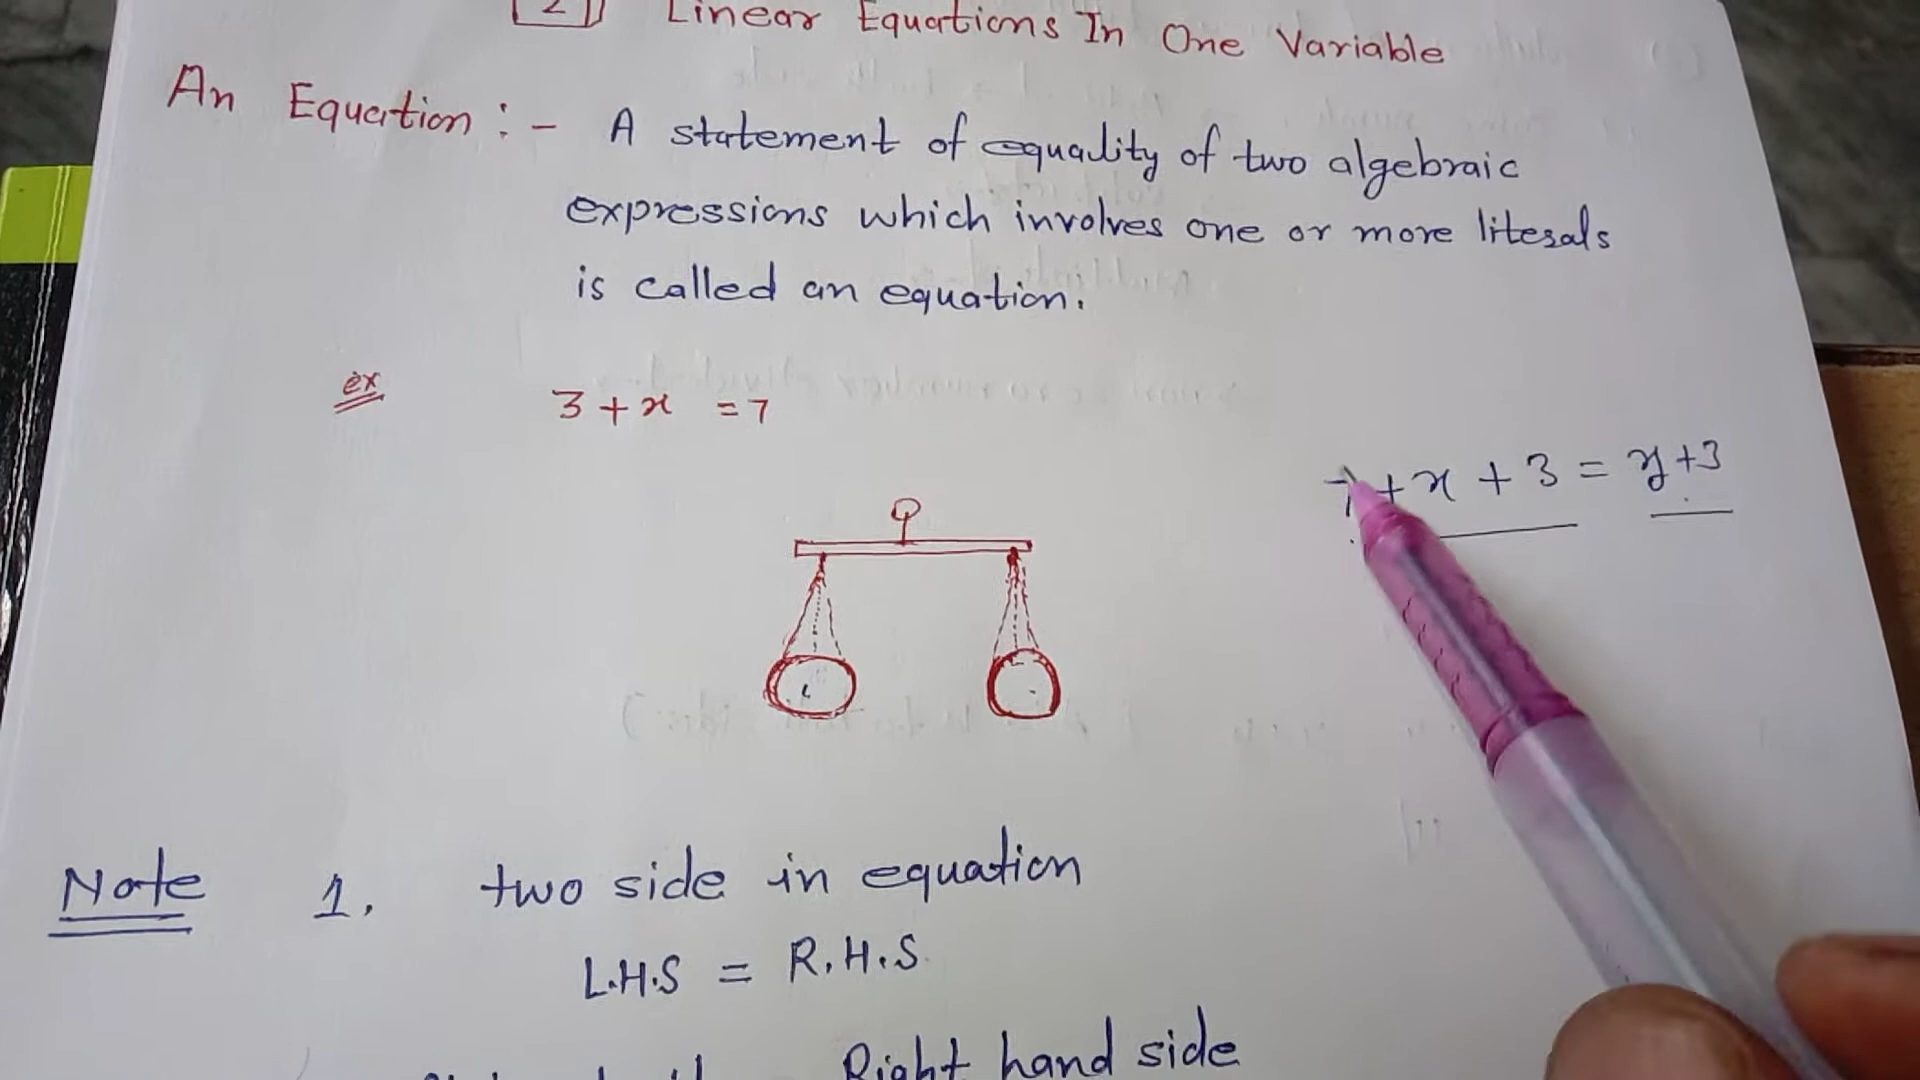 2 Linear Equations In One Variable
An Equation :- A statement of equality of two algebraic
expressions which involves one or more literals
is called an equation.
ex 3 + x = 7
7 + x + 3 = y + 3
Note 1. two side in equation
L.H.S = R.H.S.
Right hand side